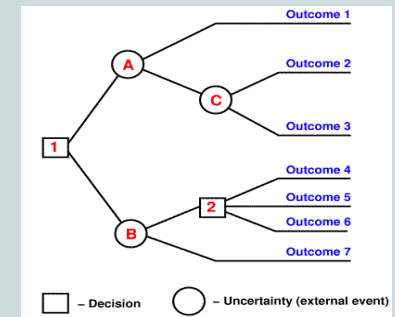 Outcome 1
A
Outcome 2
C
Outcome 3
1
Outcome 4
2
Outcome 5
Outcome 6
B
Outcome 7
– Decision
– Uncertainty (external event)